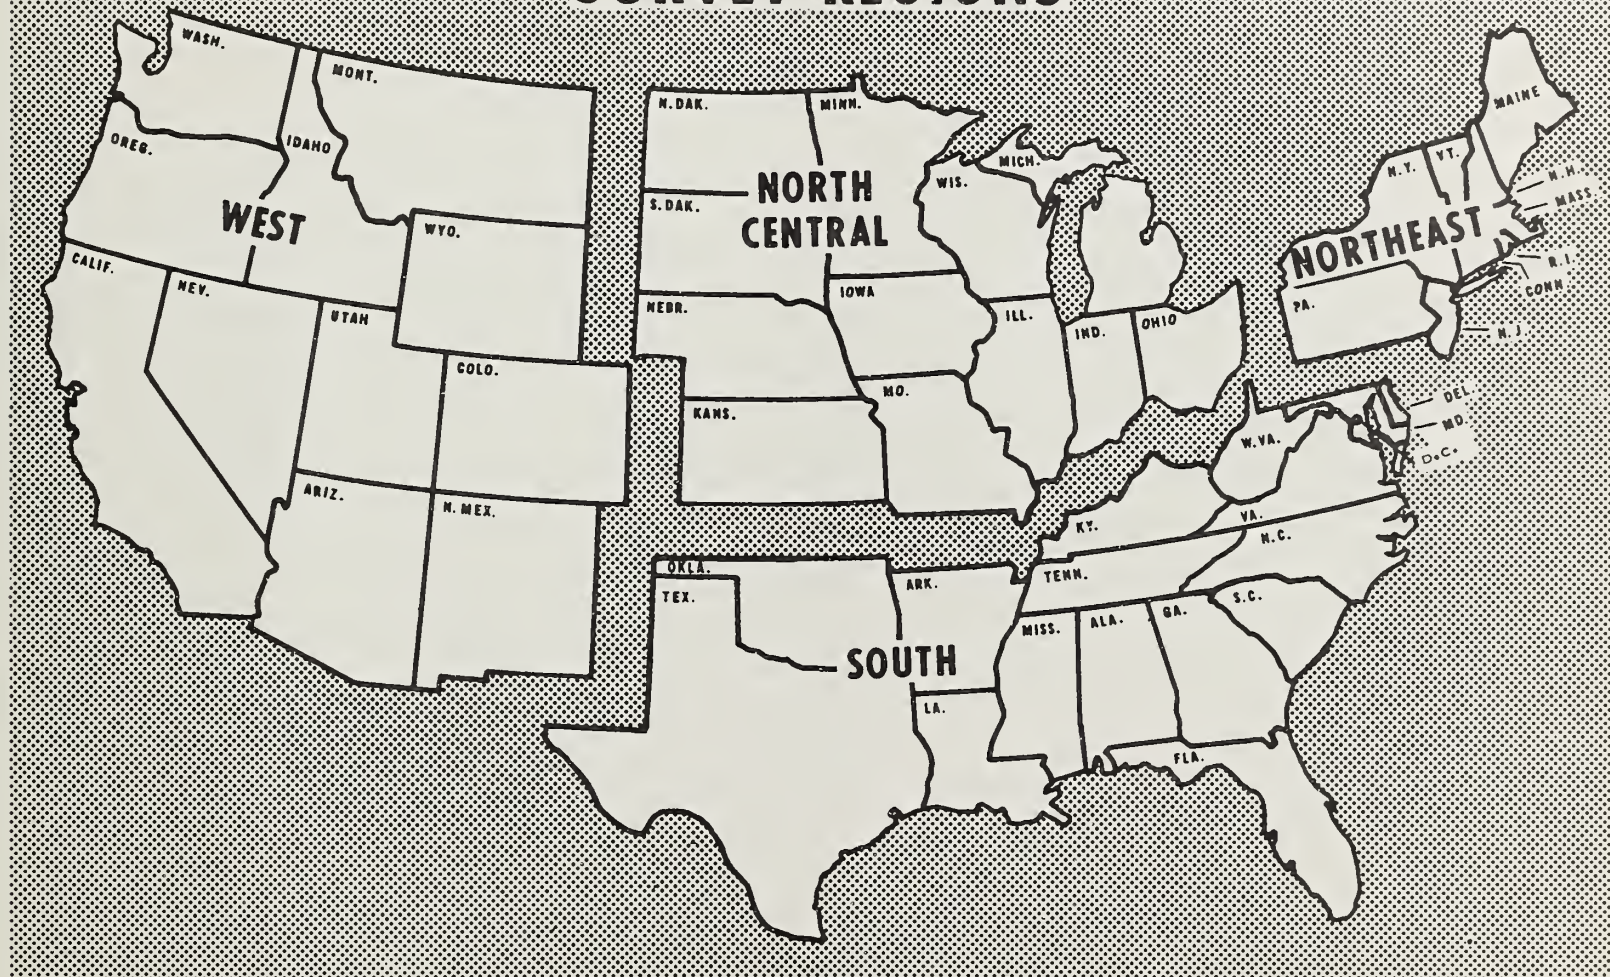 SURVEY REGIONS
WASH.
MONT.
OREG.
IDAHO
WEST
WYO.
CALIF.
NEV.
UTAH
COLO.
ARIZ.
N. MEX.
N. DAK.
MINN.
S. DAK.
NORTH
CENTRAL
WIS.
MICH.
NEBR.
IOWA
ILL.
IND.
OHIO
KANS.
MO.
MAINE
N.Y.
VT.
N.H.
MASS.
NORTHEAST
R.I.
CONN.
PA.
N.J.
DEL.
MD.
D.C.
W.VA.
KY.
VA.
N.C.
TENN.
OKLA.
TEX.
ARK.
SOUTH
MISS.
ALA.
GA.
S.C.
LA.
FLA.